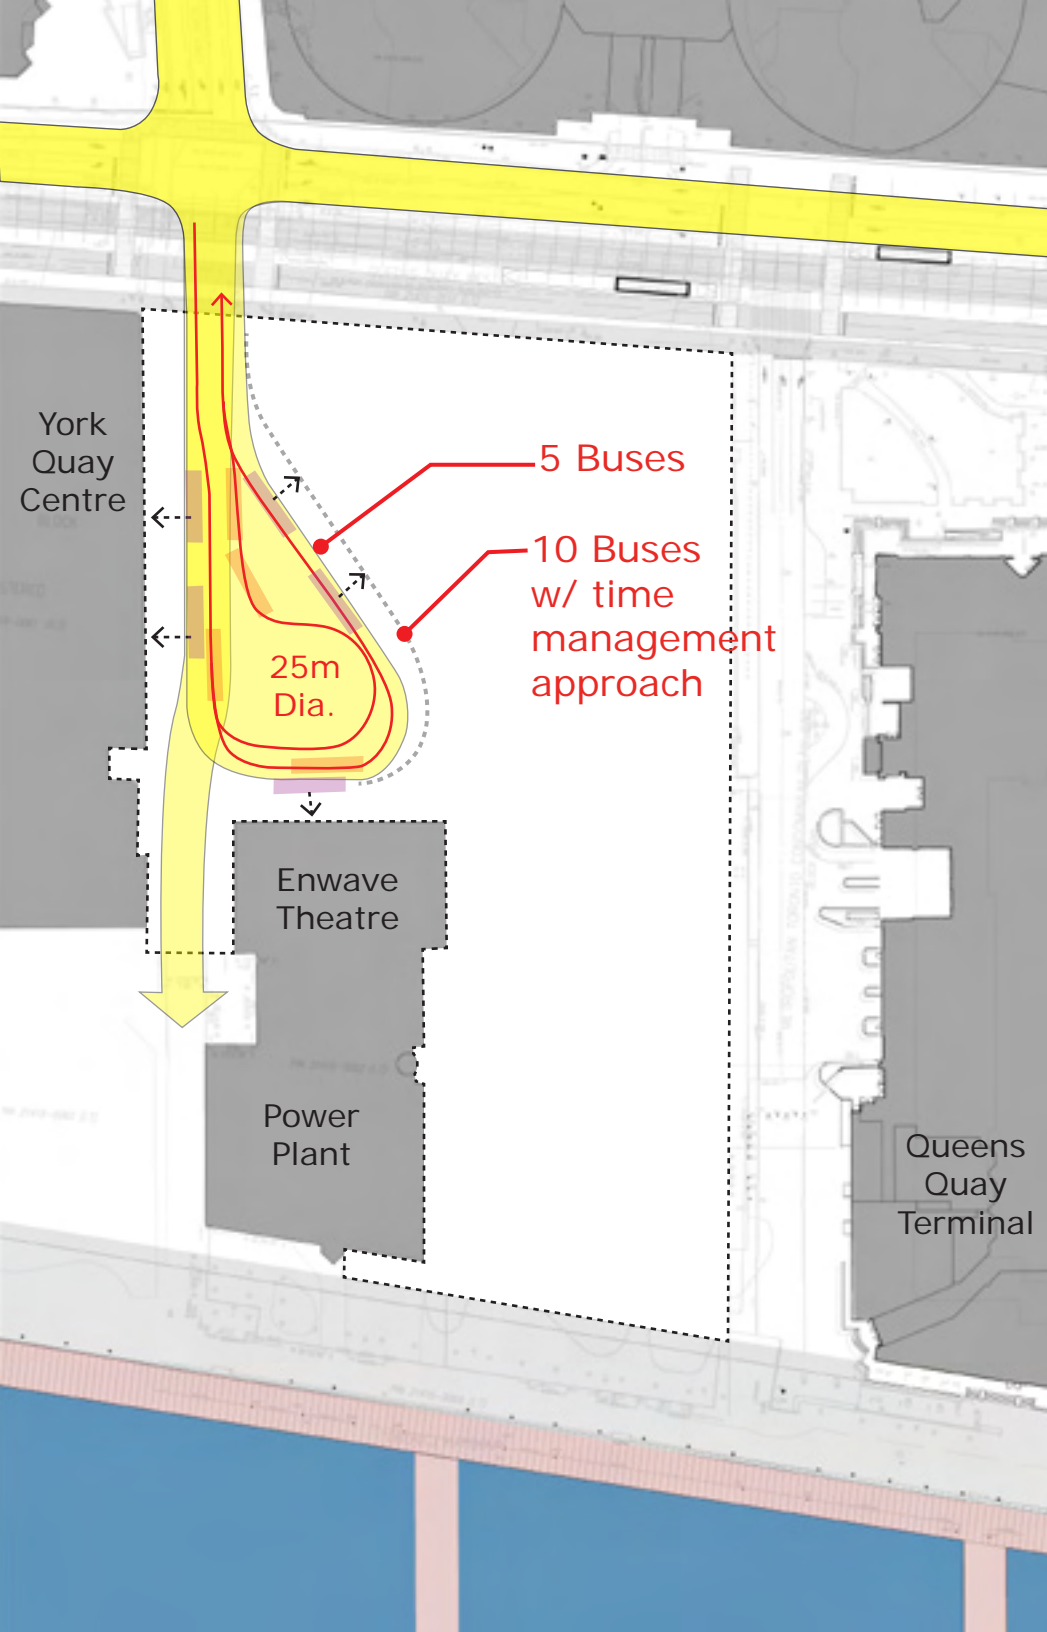 York
Quay
Centre
5 Buses
10 Buses
w/ time
management
approach
25m
Dia.
Enwave
Theatre
Power
Plant
Queens
Quay
Terminal